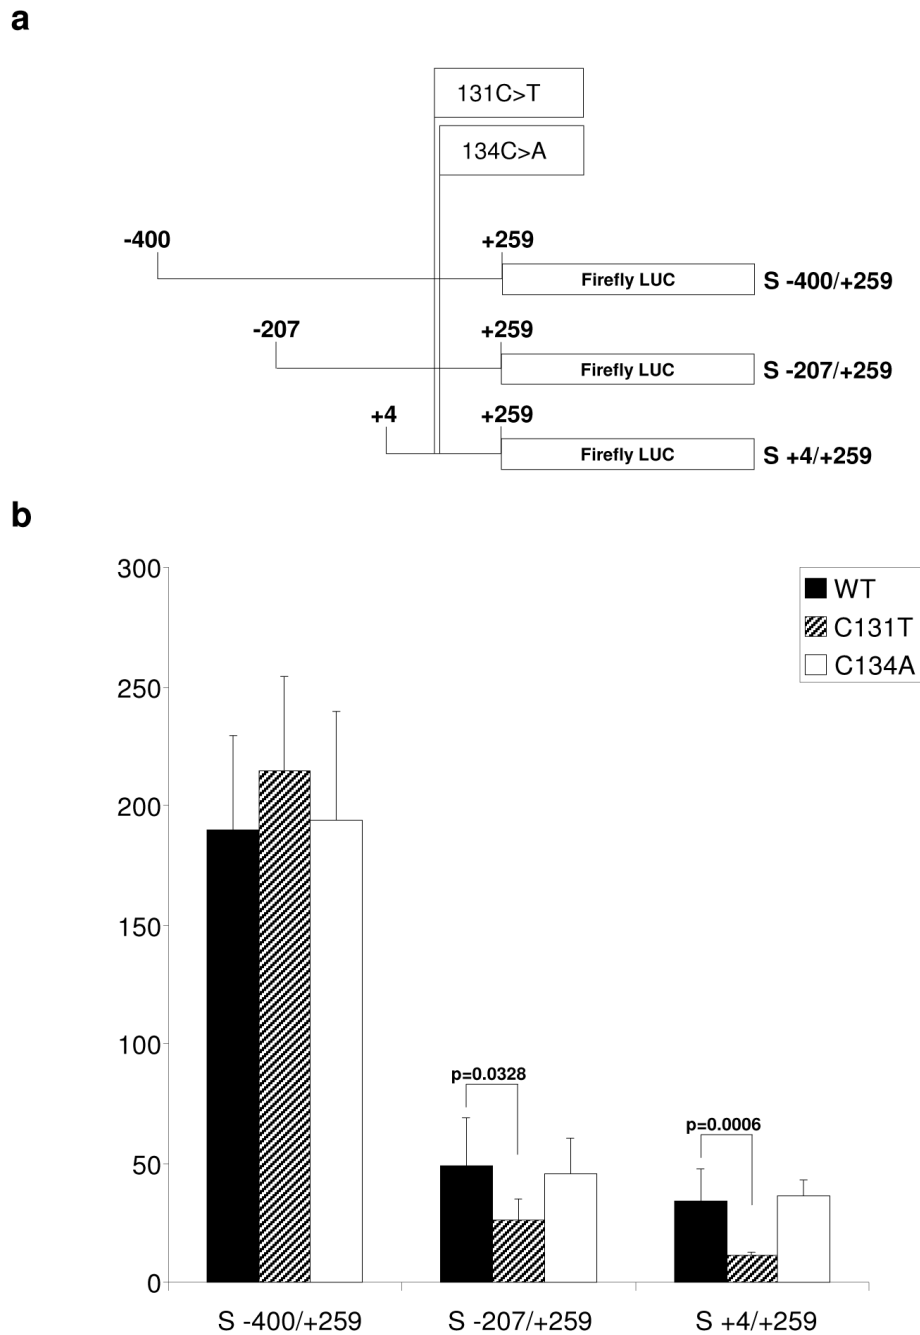 a
131C>T
134C>A
-400
+259
Firefly LUC
S -400/+259
-207
+259
Firefly LUC
S -207/+259
+4
+259
Firefly LUC
S +4/+259
b
300
250
200
150
100
50
0
WT
C131T
C134A
p=0.0328
p=0.0006
S -400/+259
S -207/+259
S +4/+259